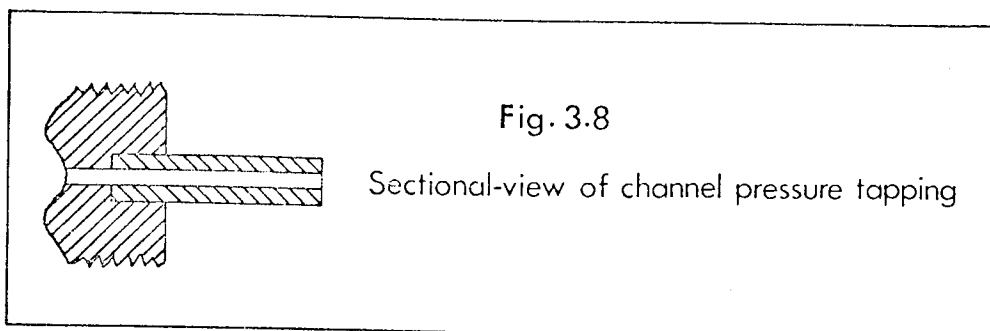 Fig. 3.8
Sectional-view of channel pressure tapping